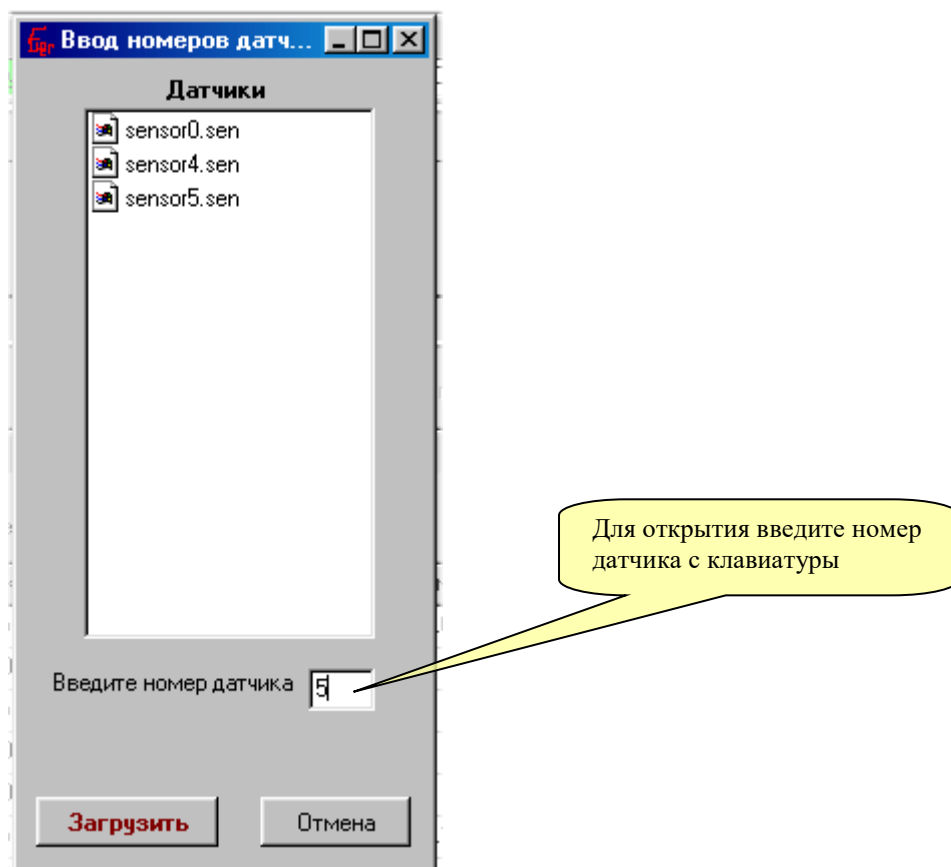 Ввод номеров датч...
Датчики
sensor0.sen
sensor4.sen
sensor5.sen
Для открытия введите номер
датчика с клавиатуры
Введите номер датчика 5
Загрузить Отмена